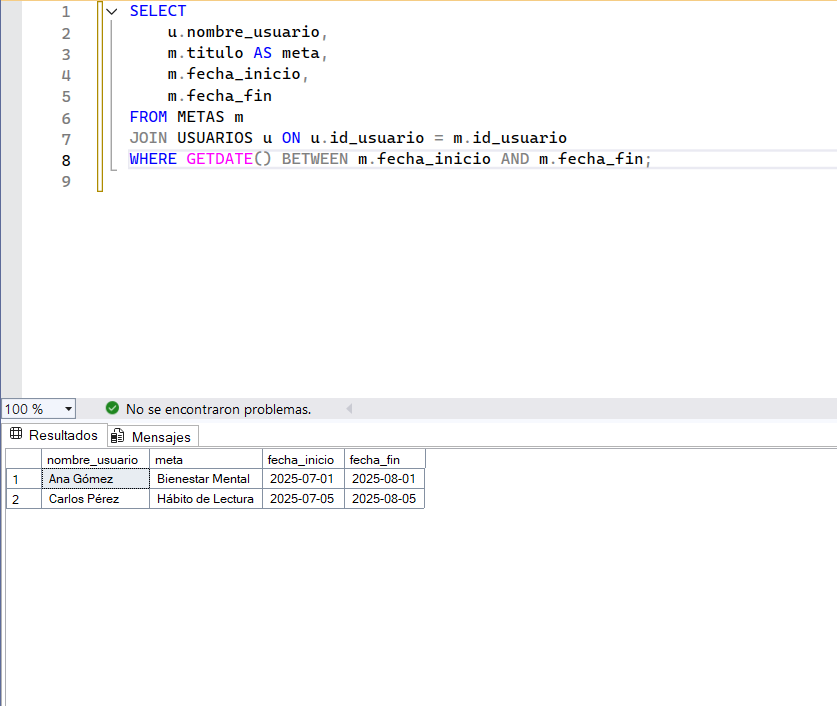 1 SELECT
2 u.nombre_usuario,
3 m.titulo AS meta,
4 m.fecha_inicio,
5 m.fecha_fin
6 FROM METAS m
7 JOIN USUARIOS u ON u.id_usuario = m.id_usuario
8 WHERE GETDATE() BETWEEN m.fecha_inicio AND m.fecha_fin;
9
100 % No se encontraron problemas.
Resultados Mensajes
nombre_usuario meta fecha_inicio fecha_fin
1 Ana Gómez Bienestar Mental 2025-07-01 2025-08-01
2 Carlos Pérez Hábito de Lectura 2025-07-05 2025-08-05